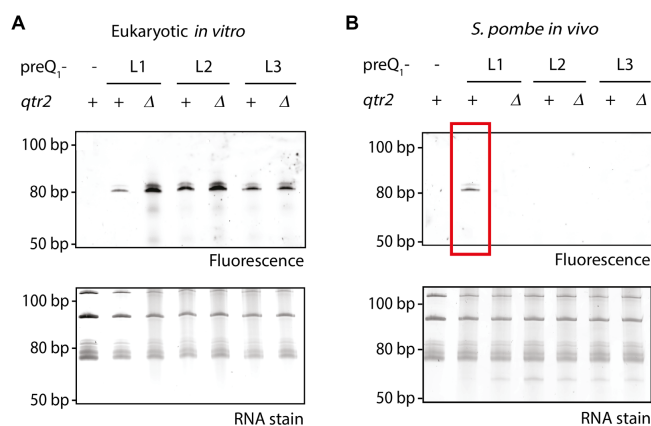 A
Eukaryotic in vitro
preQ₁- - L1 L2 L3
qtr2 + + Δ + Δ + Δ
100 bp
80 bp
50 bp
Fluorescence
100 bp
80 bp
50 bp
RNA stain
B
S. pombe in vivo
preQ₁- - L1 L2 L3
qtr2 + + Δ + Δ + Δ
100 bp
80 bp
50 bp
Fluorescence
100 bp
80 bp
50 bp
RNA stain